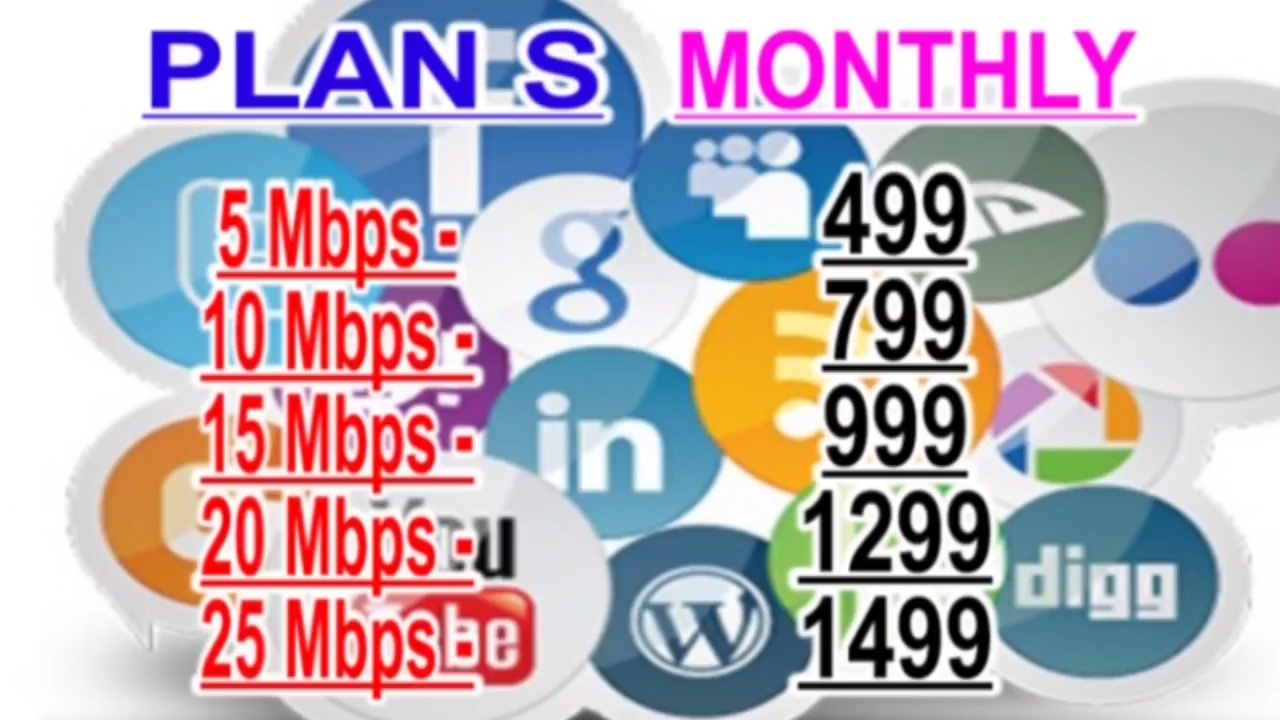 PLAN S MONTHLY
5 Mbps - 499
10 Mbps - 799
15 Mbps - 999
20 Mbps - 1299
25 Mbps - 1499
g
in
W
digg
be